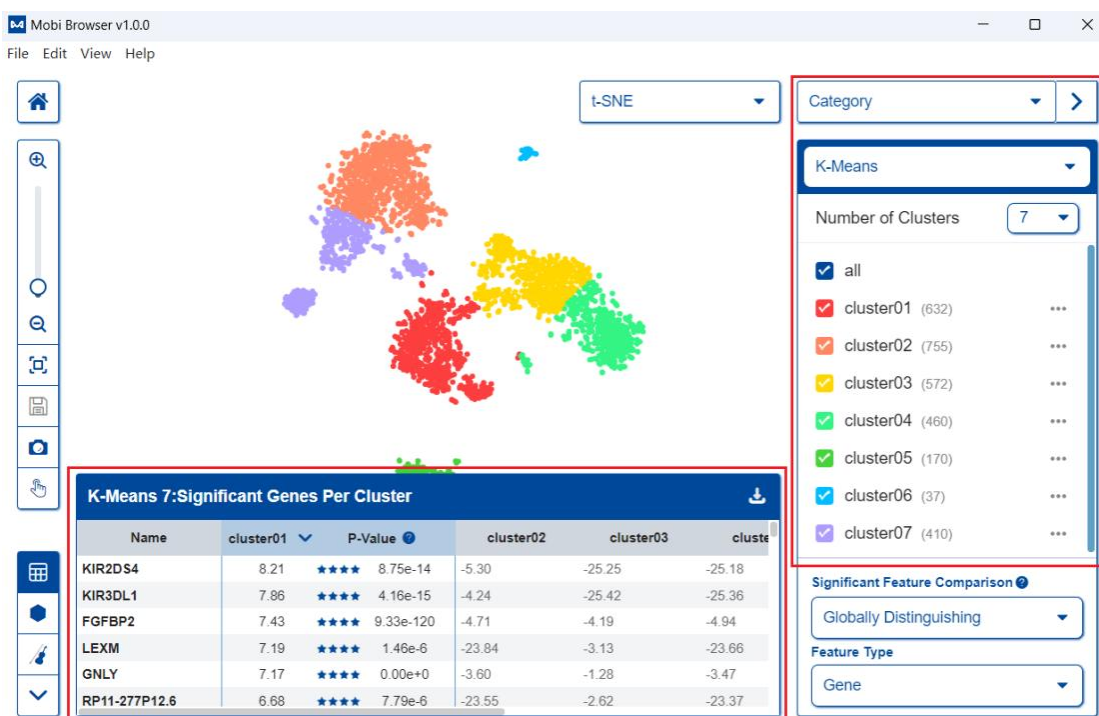 Mobi Browser v1.0.0
File Edit View Help
t-SNE
Category
K-Means
Number of Clusters 7
all
cluster01 (632)
cluster02 (755)
cluster03 (572)
cluster04 (460)
cluster05 (170)
cluster06 (37)
cluster07 (410)
K-Means 7:Significant Genes Per Cluster
Name cluster01 P-Value cluster02 cluster03 cluste
KIR2DS4 8.21 ★★★★ 8.75e-14 -5.30 -25.25 -25.18
KIR3DL1 7.86 ★★★★ 4.16e-15 -4.24 -25.42 -25.36
FGFBP2 7.43 ★★★★ 9.33e-120 -4.71 -4.19 -4.94
LEXM 7.19 ★★★★ 1.46e-6 -23.84 -3.13 -23.66
GNLY 7.17 ★★★★ 0.00e+0 -3.60 -1.28 -3.47
RP11-277P12.6 6.68 ★★★★ 7.79e-6 -23.55 -2.62 -23.37
Significant Feature Comparison
Globally Distinguishing
Feature Type
Gene